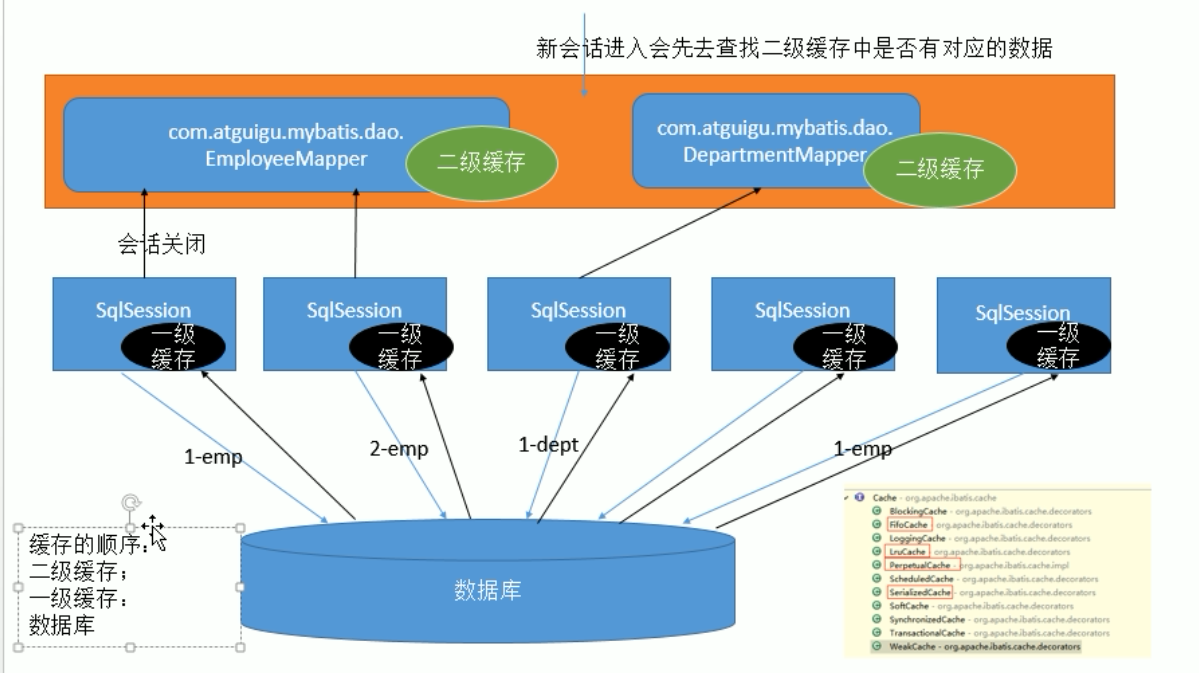 新会话进入会先去查找二级缓存中是否有对应的数据
com.atguigu.mybatis.dao.
EmployeeMapper
二级缓存
com.atguigu.mybatis.dao.
DepartmentMapper
二级缓存
会话关闭
SqlSession
一级
缓存
SqlSession
一级
缓存
SqlSession
一级
缓存
SqlSession
一级
缓存
SqlSession
一级
缓存
1-emp
2-emp
1-dept
1-emp
缓存的顺序:
二级缓存;
一级缓存:
数据库
数据库
Cache - org.apache.ibatis.cache
BlockingCache - org.apache.ibatis.cache.decorators
FifoCache - org.apache.ibatis.cache.decorators
LoggingCache - org.apache.ibatis.cache.decorators
LruCache - org.apache.ibatis.cache.decorators
PerpetualCache - org.apache.ibatis.cache.impl
ScheduledCache - org.apache.ibatis.cache.decorators
SerializedCache - org.apache.ibatis.cache.decorators
SoftCache - org.apache.ibatis.cache.decorators
SynchronizedCache - org.apache.ibatis.cache.decorators
TransactionalCache - org.apache.ibatis.cache.decorators
WeakCache - org.apache.ibatis.cache.decorators